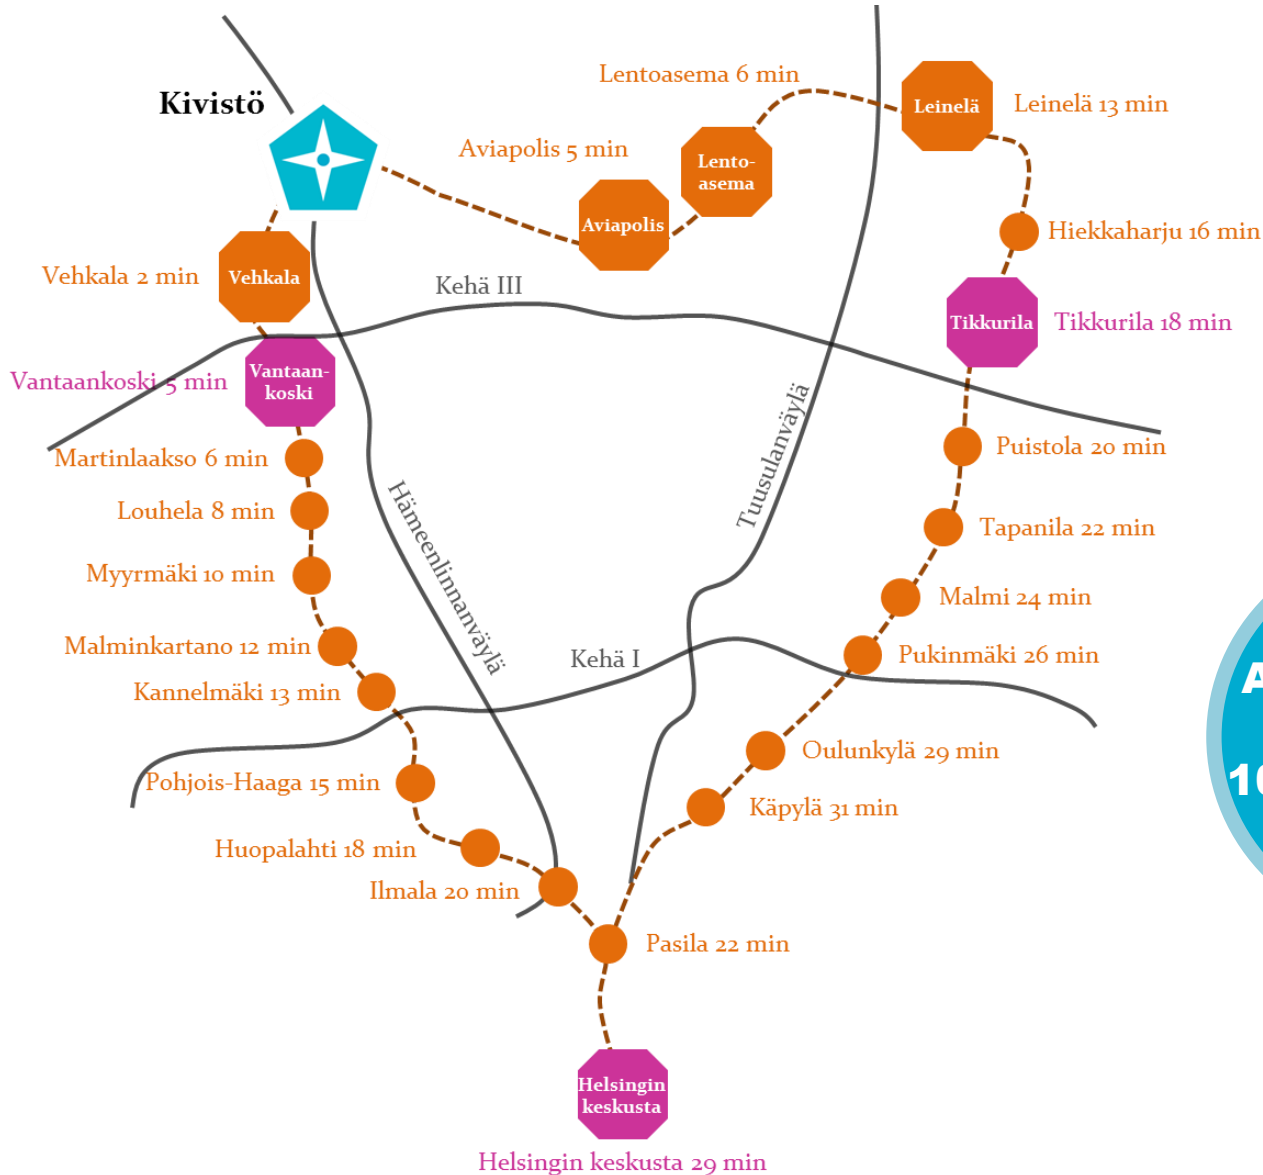 Lentoasema 6 min
Leinelä
Leinelä 13 min
Kivistö
Aviapolis 5 min
Lento-
asema
Aviapolis
Hiekkaharju 16 min
Vehkala 2 min
Vehkala
Kehä III
Tikkurila
Tikkurila 18 min
Vantaankoski 5 min
Vantaan-
koski
Tuusulanväylä
Puistola 20 min
Martinlaakso 6 min
Louhela 8 min
Hämeenlinnanväylä
Tapanila 22 min
Myyrmäki 10 min
Malmi 24 min
Malminkartano 12 min
Kehä I
Pukinmäki 26 min
Kannelmäki 13 min
A
Oulunkylä 29 min
10
Pohjois-Haaga 15 min
Käpylä 31 min
Huopalahti 18 min
Ilmala 20 min
Pasila 22 min
Helsingin
keskusta
Helsingin keskusta 29 min